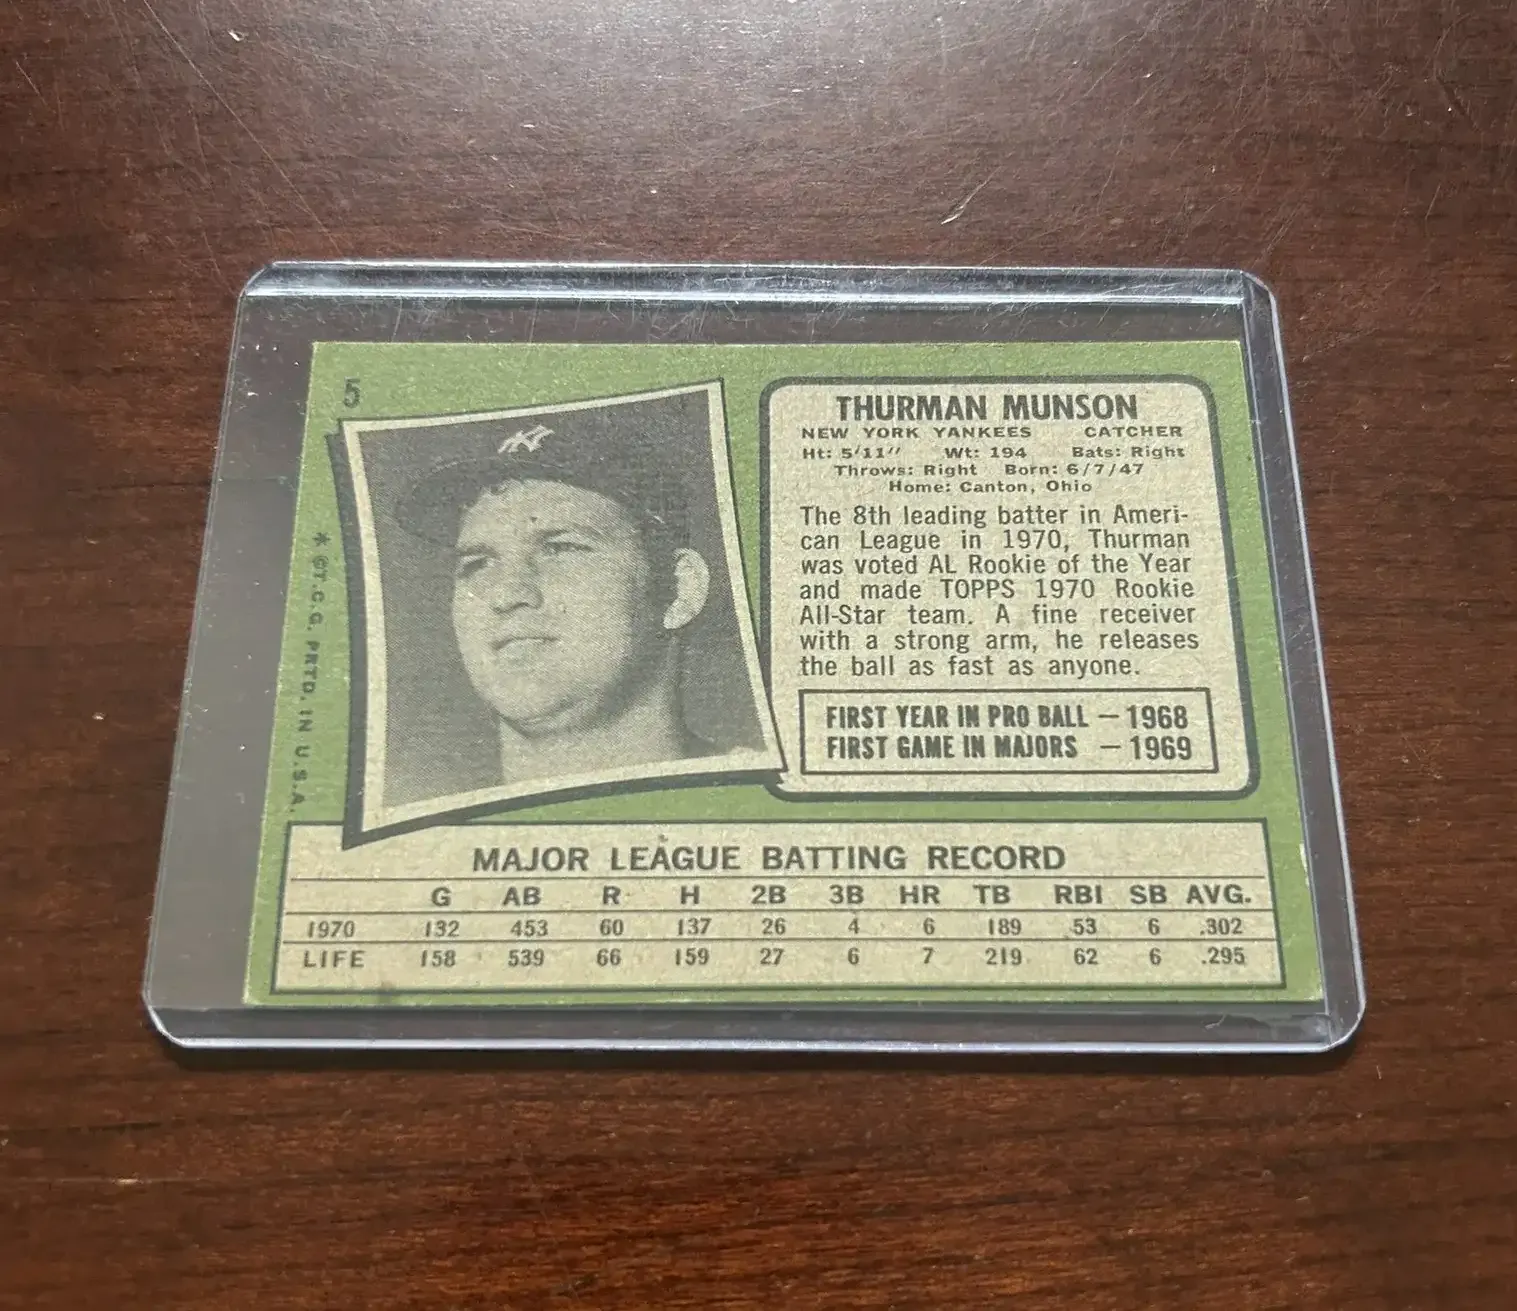 5
NY
* ©T.C.G. PRTD. IN U.S.A.
THURMAN MUNSON
NEW YORK YANKEES CATCHER
Ht: 5'11" Wt: 194 Bats: Right
Throws: Right Born: 6/7/47
Home: Canton, Ohio
The 8th leading batter in Ameri-
can League in 1970, Thurman
was voted AL Rookie of the Year
and made TOPPS 1970 Rookie
All-Star team. A fine receiver
with a strong arm, he releases
the ball as fast as anyone.
FIRST YEAR IN PRO BALL — 1968
FIRST GAME IN MAJORS — 1969
MAJOR LEAGUE BATTING RECORD
G AB R H 2B 3B HR TB RBI SB AVG.
1970 132 453 60 137 26 4 6 189 53 6 .302
LIFE 158 539 66 159 27 6 7 219 62 6 .295